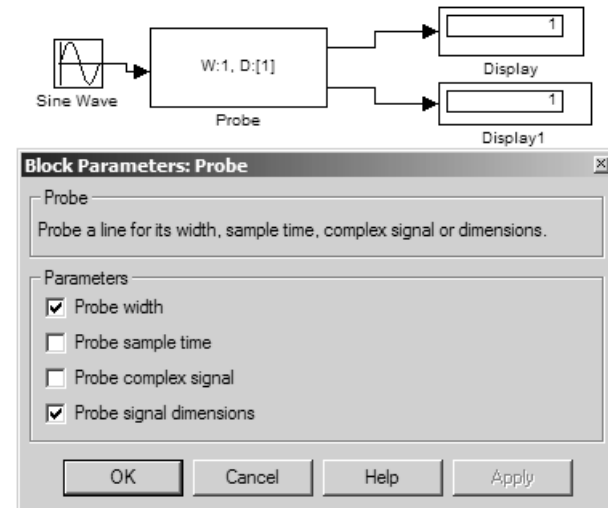 1
W:1, D:[1]
Display
Sine Wave
Probe
1
Display1
Block Parameters: Probe
Probe
Probe a line for its width, sample time, complex signal or dimensions.
Parameters
Probe width
Probe sample time
Probe complex signal
Probe signal dimensions
OK Cancel Help Apply